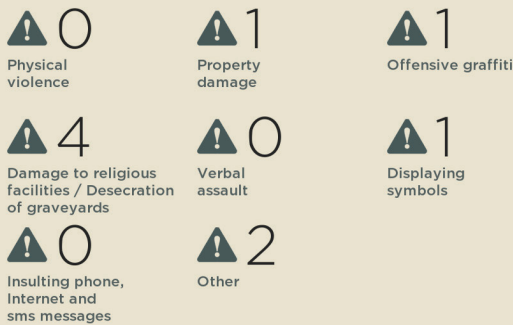 0
Physical
violence
1
Property
damage
1
Offensive graffiti
4
Damage to religious
facilities / Desecration
of graveyards
0
Verbal
assault
1
Displaying
symbols
0
Insulting phone,
Internet and
sms messages
2
Other